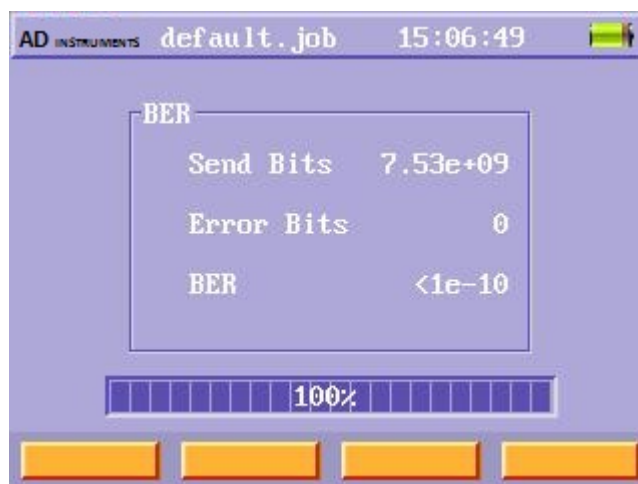 AD INSTRUMENTS default.job 15:06:49
BER
Send Bits 7.53e+09
Error Bits 0
BER <1e-10
100%